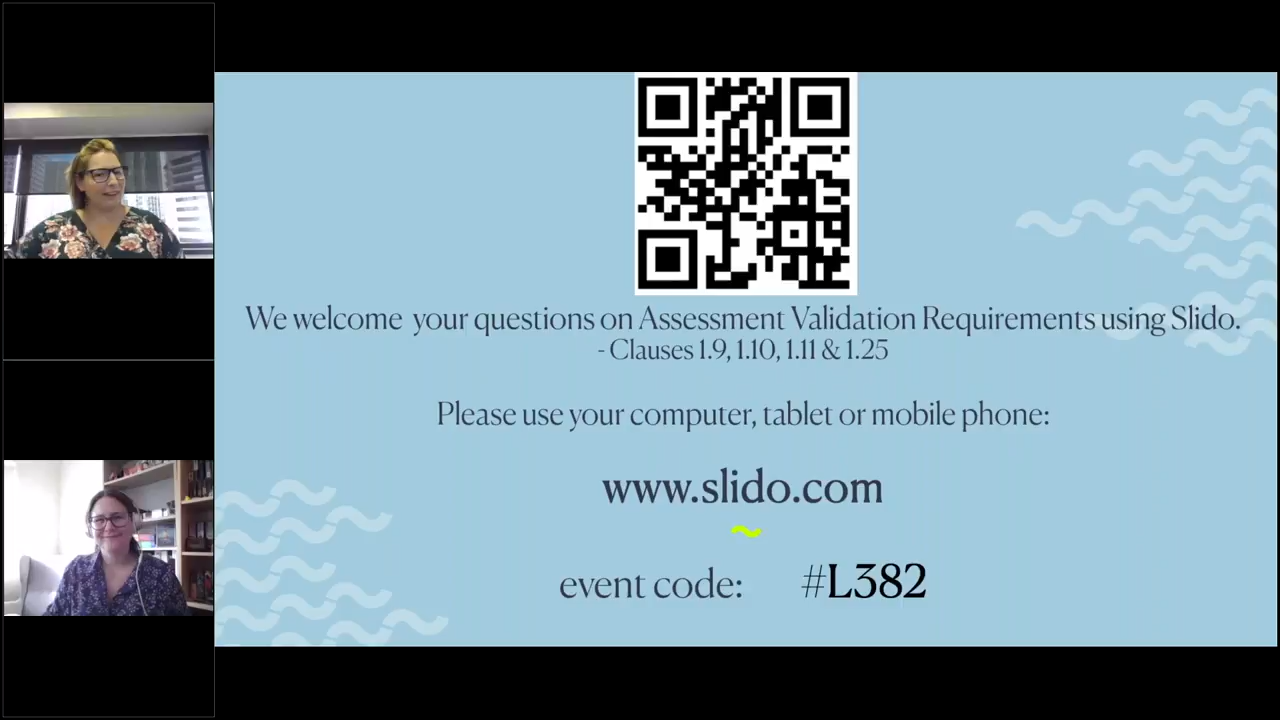 We welcome your questions on Assessment Validation Requirements using Slido.
- Clauses 1.9, 1.10, 1.11 & 1.25
Please use your computer, tablet or mobile phone:
www.slido.com
event code: #L382